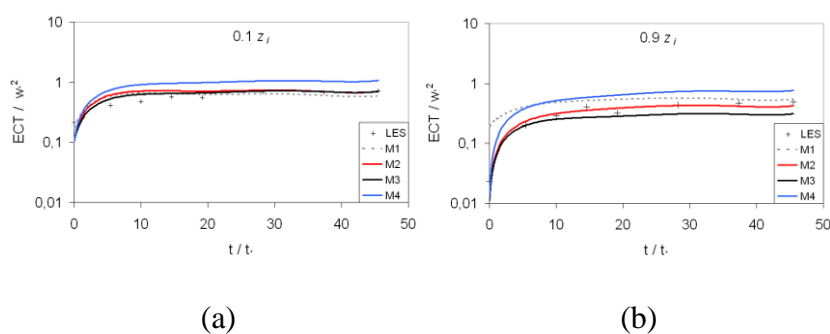 0.1 z i
10
1
0,1
0,01
ECT / w.²
0 10 20 30 40 50
t / t.
LES
M1
M2
M3
M4
(a)
0.9 z i
10
1
0,1
0,01
ECT / w.²
0 10 20 30 40 50
t / t.
LES
M1
M2
M3
M4
(b)